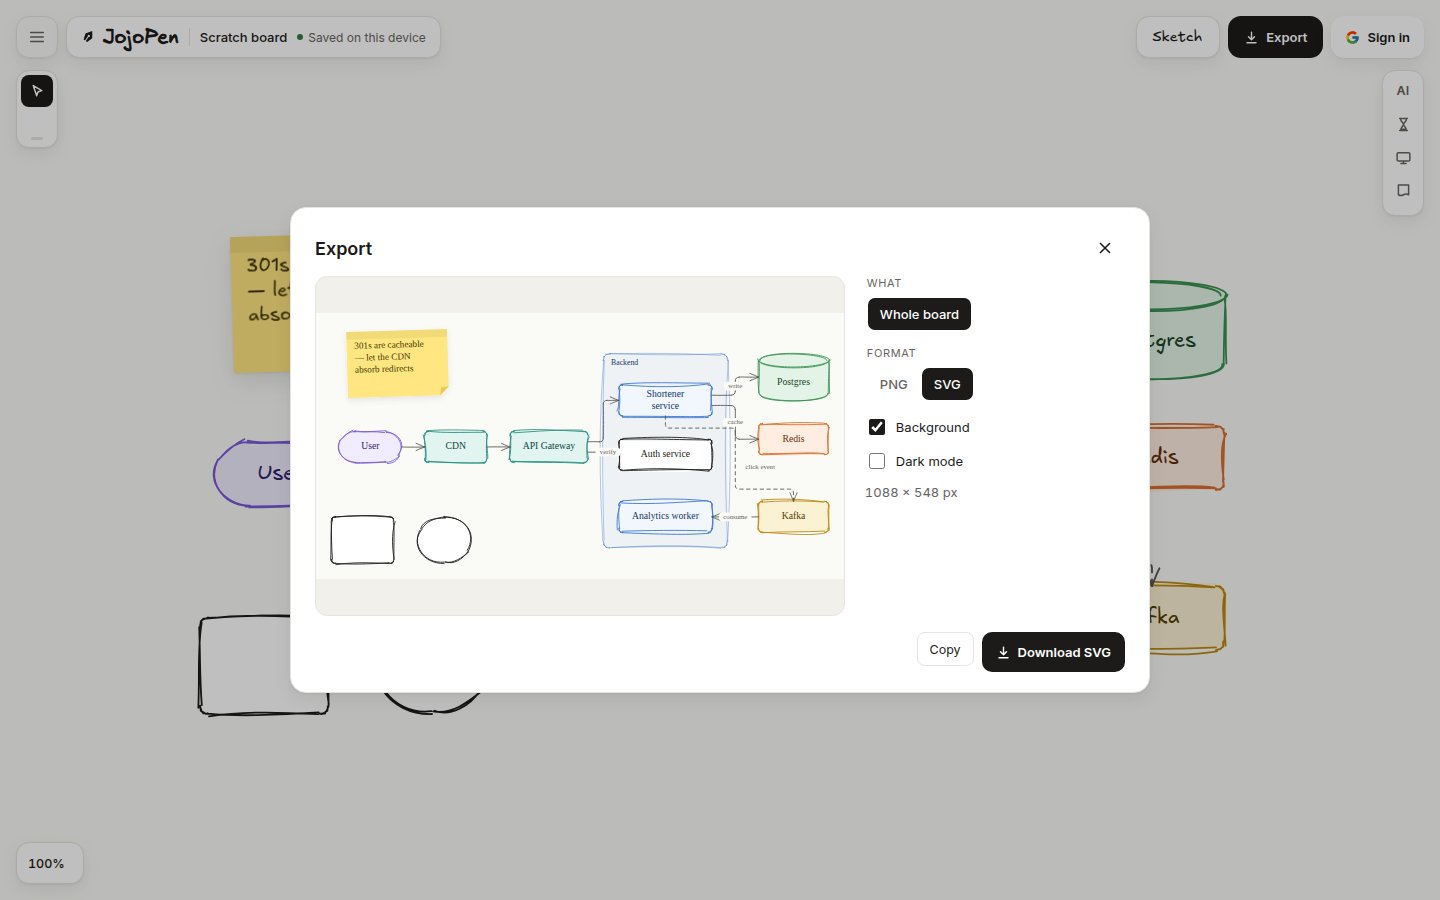 JojoPen
Scratch board
Saved on this device
Sketch
Export
Sign in
AI
301s
— let
abso
Use
gres
dis
fka
100%
Export
301s are cacheable
— let the CDN
absorb redirects
User
CDN
API Gateway
Backend
Shortener
service
Auth service
Analytics worker
Postgres
Redis
Kafka
write
cache
verify
click event
consume
WHAT
Whole board
FORMAT
PNG
SVG
Background
Dark mode
1088 × 548 px
Copy
Download SVG